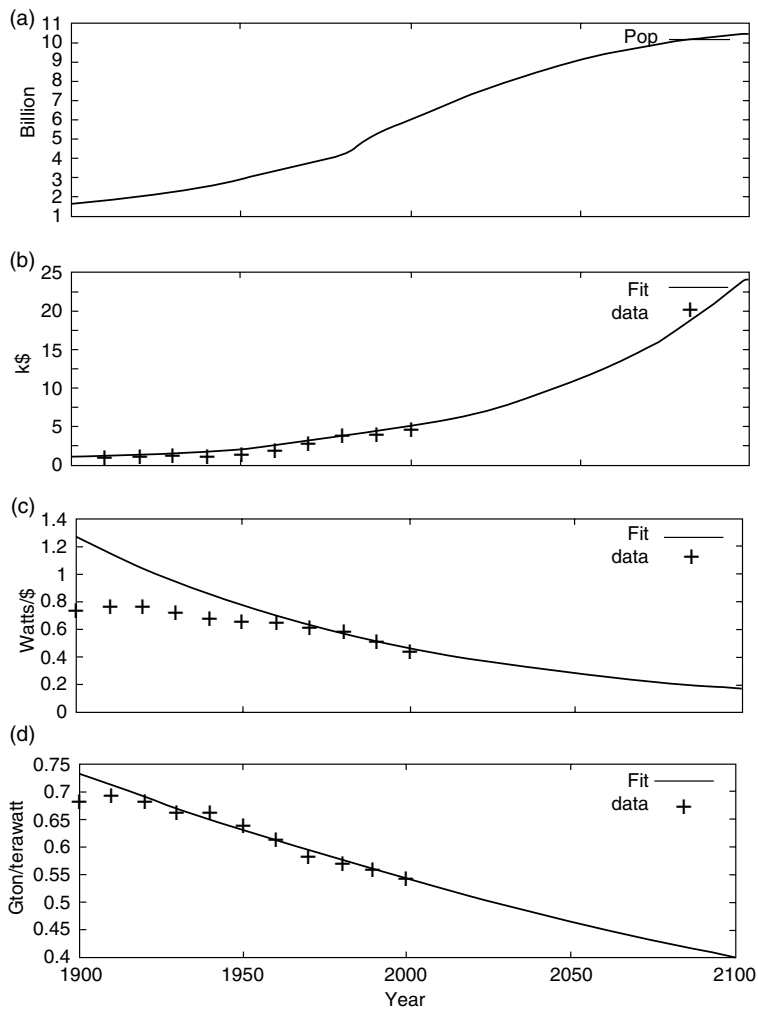 (a)
11
10
9
8
7
6
5
4
3
2
1
Billion
Pop
(b)
25
20
15
10
5
0
k$
Fit
data
(c)
1.4
1.2
1
0.8
0.6
0.4
0.2
0
Watts/$
Fit
data
(d)
0.75
0.7
0.65
0.6
0.55
0.5
0.45
0.4
Gton/terawatt
Fit
data
1900
1950
2000
2050
2100
Year